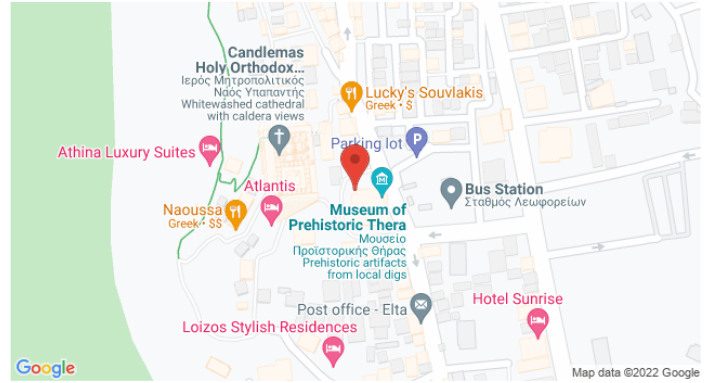 Candlemas
Holy Orthodox...
Ιερός Μητροπολιτικός
Ναός Υπαπαντής
Whitewashed cathedral
with caldera views
Lucky's Souvlakis
Greek • $
Parking lot
P
Athina Luxury Suites
Atlantis
Naoussa
Greek • $$
Museum of
Prehistoric Thera
Μουσείο
Προϊστορικής Θήρας
Prehistoric artifacts
from local digs
Bus Station
Σταθμός Λεωφορείων
Post office - Elta
Hotel Sunrise
Loizos Stylish Residences
Google
Map data ©2022 Google